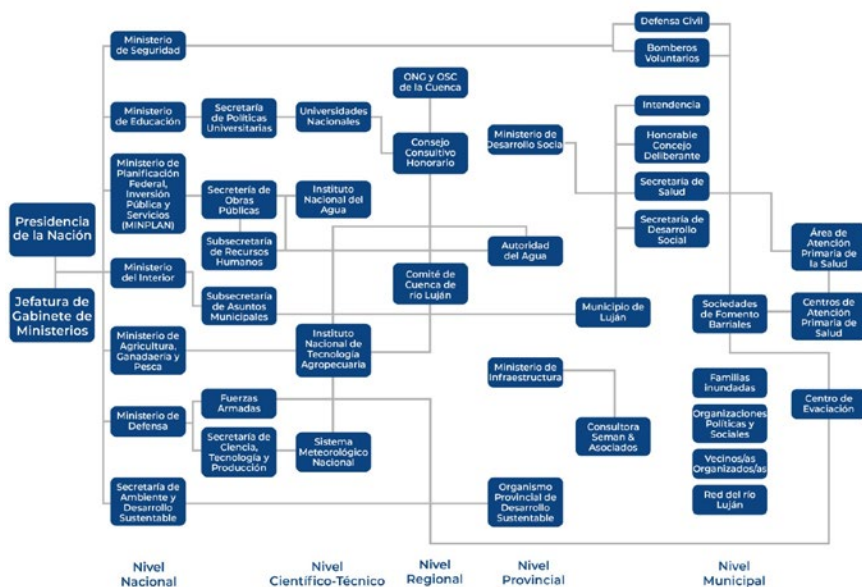 Presidencia
de la Nación
Jefatura de
Gabinete de
Ministerios
Ministerio
de Seguridad
Ministerio
de Educación
Ministerio de
Planificación
Federal,
Inversión
Pública y
Servicios
(MINPLAN)
Ministerio
del Interior
Ministerio de
Agricultura,
Ganadaería y
Pesca
Ministerio
de Defensa
Secretaría de
Ambiente y
Desarrollo
Sustentable
Secretaría
de Políticas
Universitarias
Secretería
de Obras
Públicas
Subsecretaria
de Recursos
Humanos
Subsecretaría
de Asuntos
Municipales
Fuerzas
Armadas
Secretaría de
Ciencia,
Tecnología y
Producción
Universidades
Nacionales
Instituto
Nacional del
Agua
Instituto
Nacional de
Tecnología
Agropecuaria
Sistema
Meteorológico
Nacional
ONG y OSC
de la Cuenca
Consejo
Consultivo
Honorario
Comité de
Cuenca de
río Luján
Ministerio de
Desarrollo Socia
Autoridad
del Agua
Ministerio de
Infraestructura
Organismo
Provincial de
Desarrollo
Sustentable
Municipio de
Luján
Consultora
Seman &
Asociados
Defensa Civil
Bomberos
Voluntarios
Intendencia
Honorable
Concejo
Deliberante
Secretaría de
Salud
Secretaría de
Desarrollo
Social
Sociedades
de Fomento
Barriales
Familias
inundadas
Organizaciones
Políticas y
Sociales
Vecinos/as
Organizados/as
Red del río
Luján
Área de
Atención
Primaria de
la Salud
Centros de
Atención
Primaria de
Salud
Centro de
Evaciación
Nivel
Nacional
Nivel
Científico-Técnico
Nivel
Regional
Nivel
Provincial
Nivel
Municipal